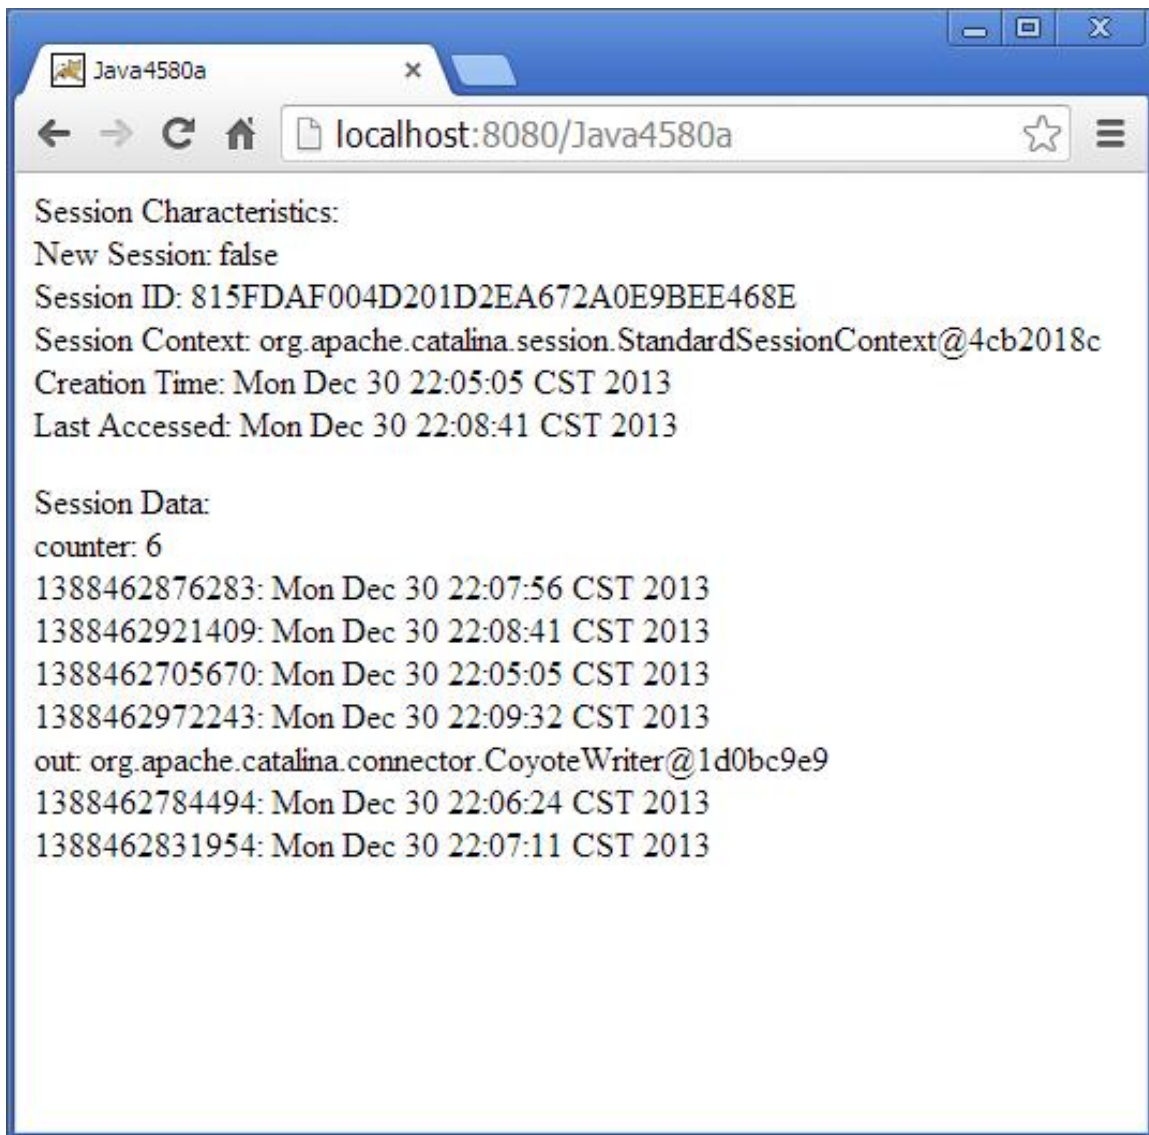 Java4580a
localhost:8080/Java4580a
Session Characteristics:
New Session: false
Session ID: 815FDAF004D201D2EA672A0E9BEE468E
Session Context: org.apache.catalina.session.StandardSessionContext@4cb2018c
Creation Time: Mon Dec 30 22:05:05 CST 2013
Last Accessed: Mon Dec 30 22:08:41 CST 2013
Session Data:
counter: 6
1388462876283: Mon Dec 30 22:07:56 CST 2013
1388462921409: Mon Dec 30 22:08:41 CST 2013
1388462705670: Mon Dec 30 22:05:05 CST 2013
1388462972243: Mon Dec 30 22:09:32 CST 2013
out: org.apache.catalina.connector.CoyoteWriter@1d0bc9e9
1388462784494: Mon Dec 30 22:06:24 CST 2013
1388462831954: Mon Dec 30 22:07:11 CST 2013